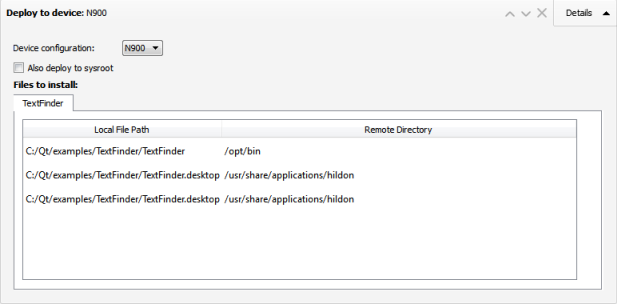 Deploy to device: N900 Details
Device configuration: N900
Also deploy to sysroot
Files to install:
TextFinder
Local File Path Remote Directory
C:/Qt/examples/TextFinder/TextFinder /opt/bin
C:/Qt/examples/TextFinder/TextFinder.desktop /usr/share/applications/hildon
C:/Qt/examples/TextFinder/TextFinder.desktop /usr/share/applications/hildon